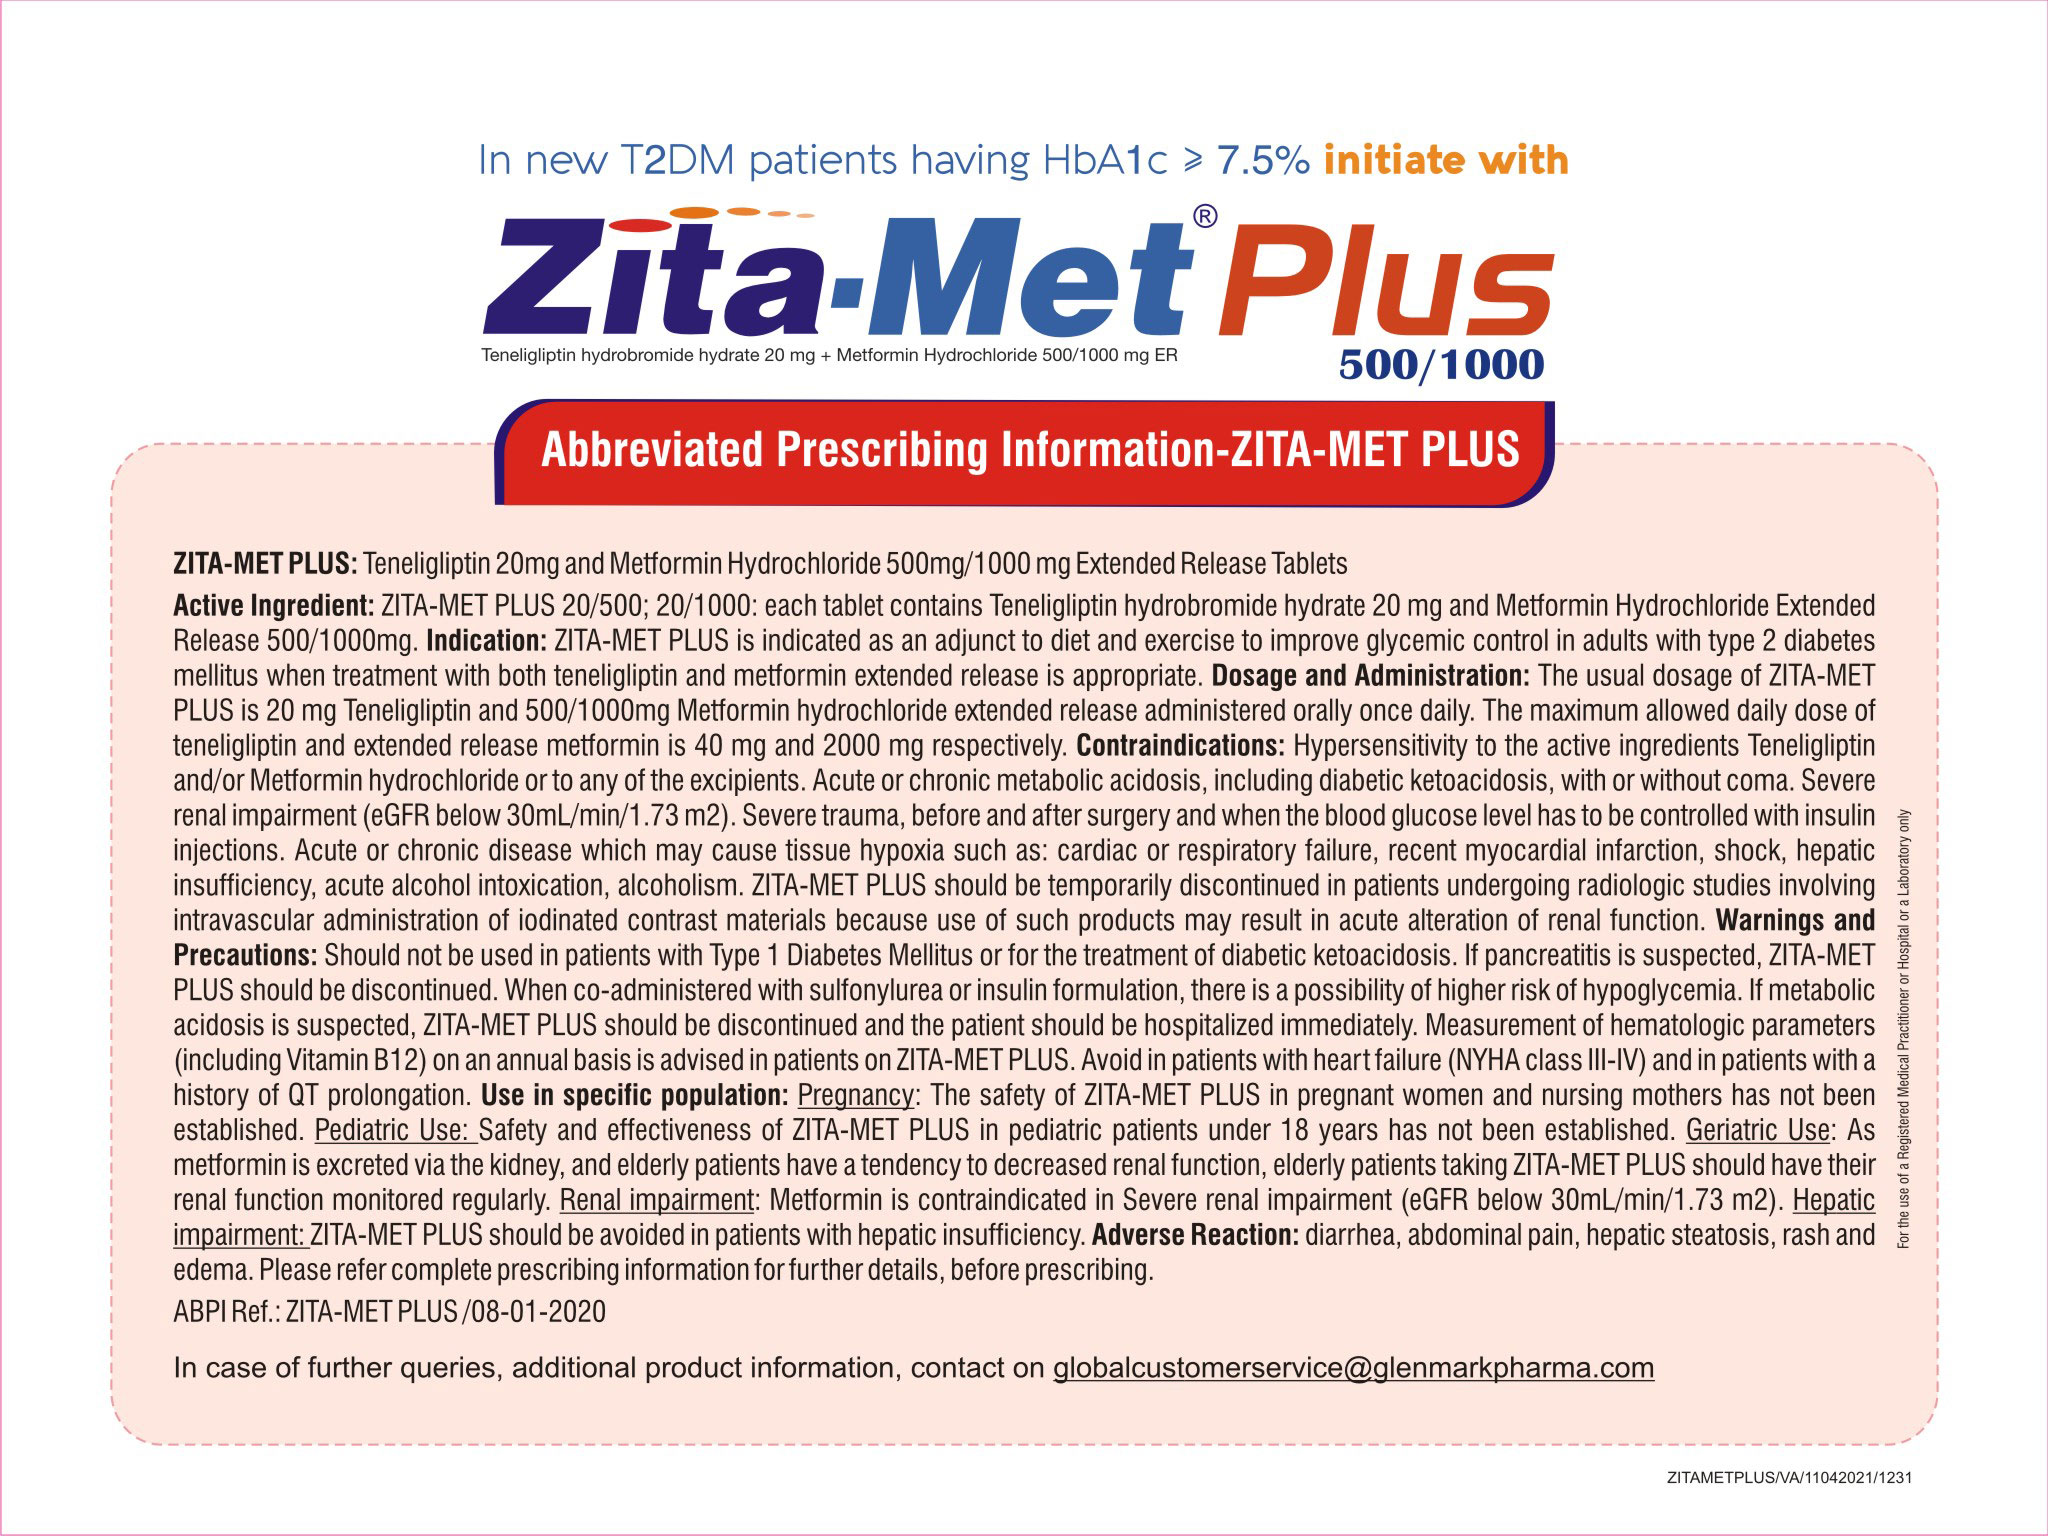 In new T2DM patients having HbA1c ⩾ 7.5% initiate with
Zita-Met® Plus
Teneligliptin hydrobromide hydrate 20 mg + Metformin Hydrochloride 500/1000 mg ER
500/1000
Abbreviated Prescribing Information-ZITA-MET PLUS
ZITA-MET PLUS: Teneligliptin 20mg and Metformin Hydrochloride 500mg/1000 mg Extended Release Tablets
Active Ingredient: ZITA-MET PLUS 20/500; 20/1000: each tablet contains Teneligliptin hydrobromide hydrate 20 mg and Metformin Hydrochloride Extended
Release 500/1000mg. Indication: ZITA-MET PLUS is indicated as an adjunct to diet and exercise to improve glycemic control in adults with type 2 diabetes
mellitus when treatment with both teneligliptin and metformin extended release is appropriate. Dosage and Administration: The usual dosage of ZITA-MET
PLUS is 20 mg Teneligliptin and 500/1000mg Metformin hydrochloride extended release administered orally once daily. The maximum allowed daily dose of
teneligliptin and extended release metformin is 40 mg and 2000 mg respectively. Contraindications: Hypersensitivity to the active ingredients Teneligliptin
and/or Metformin hydrochloride or to any of the excipients. Acute or chronic metabolic acidosis, including diabetic ketoacidosis, with or without coma. Severe
renal impairment (eGFR below 30mL/min/1.73 m2). Severe trauma, before and after surgery and when the blood glucose level has to be controlled with insulin
injections. Acute or chronic disease which may cause tissue hypoxia such as: cardiac or respiratory failure, recent myocardial infarction, shock, hepatic
insufficiency, acute alcohol intoxication, alcoholism. ZITA-MET PLUS should be temporarily discontinued in patients undergoing radiologic studies involving
intravascular administration of iodinated contrast materials because use of such products may result in acute alteration of renal function. Warnings and
Precautions: Should not be used in patients with Type 1 Diabetes Mellitus or for the treatment of diabetic ketoacidosis. If pancreatitis is suspected, ZITA-MET
PLUS should be discontinued. When co-administered with sulfonylurea or insulin formulation, there is a possibility of higher risk of hypoglycemia. If metabolic
acidosis is suspected, ZITA-MET PLUS should be discontinued and the patient should be hospitalized immediately. Measurement of hematologic parameters
(including Vitamin B12) on an annual basis is advised in patients on ZITA-MET PLUS. Avoid in patients with heart failure (NYHA class III-IV) and in patients with a
history of QT prolongation. Use in specific population: Pregnancy: The safety of ZITA-MET PLUS in pregnant women and nursing mothers has not been
established. Pediatric Use: Safety and effectiveness of ZITA-MET PLUS in pediatric patients under 18 years has not been established. Geriatric Use: As
metformin is excreted via the kidney, and elderly patients have a tendency to decreased renal function, elderly patients taking ZITA-MET PLUS should have their
renal function monitored regularly. Renal impairment: Metformin is contraindicated in Severe renal impairment (eGFR below 30mL/min/1.73 m2). Hepatic
impairment: ZITA-MET PLUS should be avoided in patients with hepatic insufficiency. Adverse Reaction: diarrhea, abdominal pain, hepatic steatosis, rash and
edema. Please refer complete prescribing information for further details, before prescribing.
ABPI Ref.: ZITA-MET PLUS /08-01-2020
In case of further queries, additional product information, contact on globalcustomerservice@glenmarkpharma.com
For the use of a Registered Medical Practitioner or Hospital or a Laboratory only
ZITAMETPLUS/VA/11042021/1231